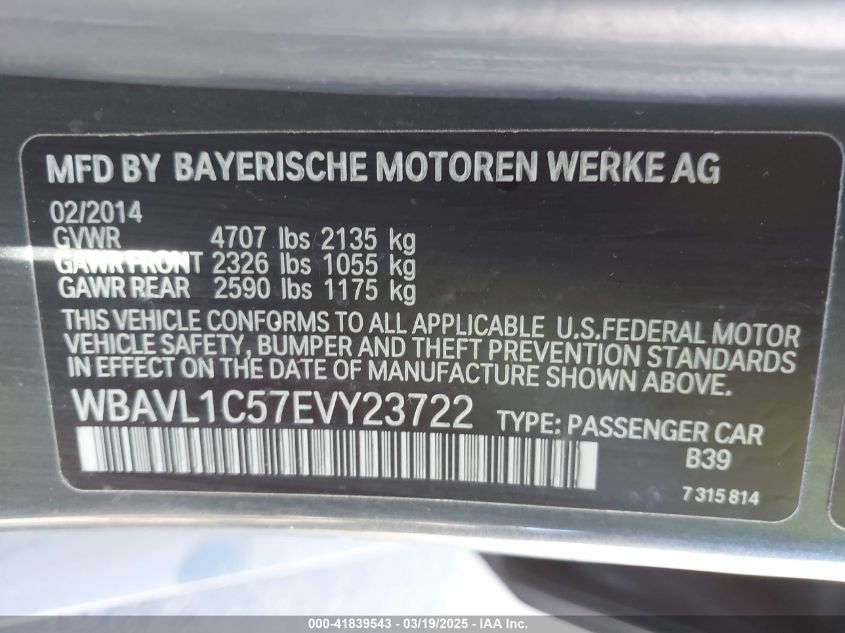 MFD BY BAYERISCHE MOTOREN WERKE AG
02/2014
GVWR 4707 lbs 2135 kg
GAWR FRONT 2326 lbs 1055 kg
GAWR REAR 2590 lbs 1175 kg
THIS VEHICLE CONFORMS TO ALL APPLICABLE U.S.FEDERAL MOTOR
VEHICLE SAFETY, BUMPER AND THEFT PREVENTION STANDARDS
IN EFFECT ON THE DATE OF MANUFACTURE SHOWN ABOVE.
WBAVL1C57EVY23722 TYPE: PASSENGER CAR
B39
7 315 814
000-41839543 - 03/19/2025 - IAA Inc.